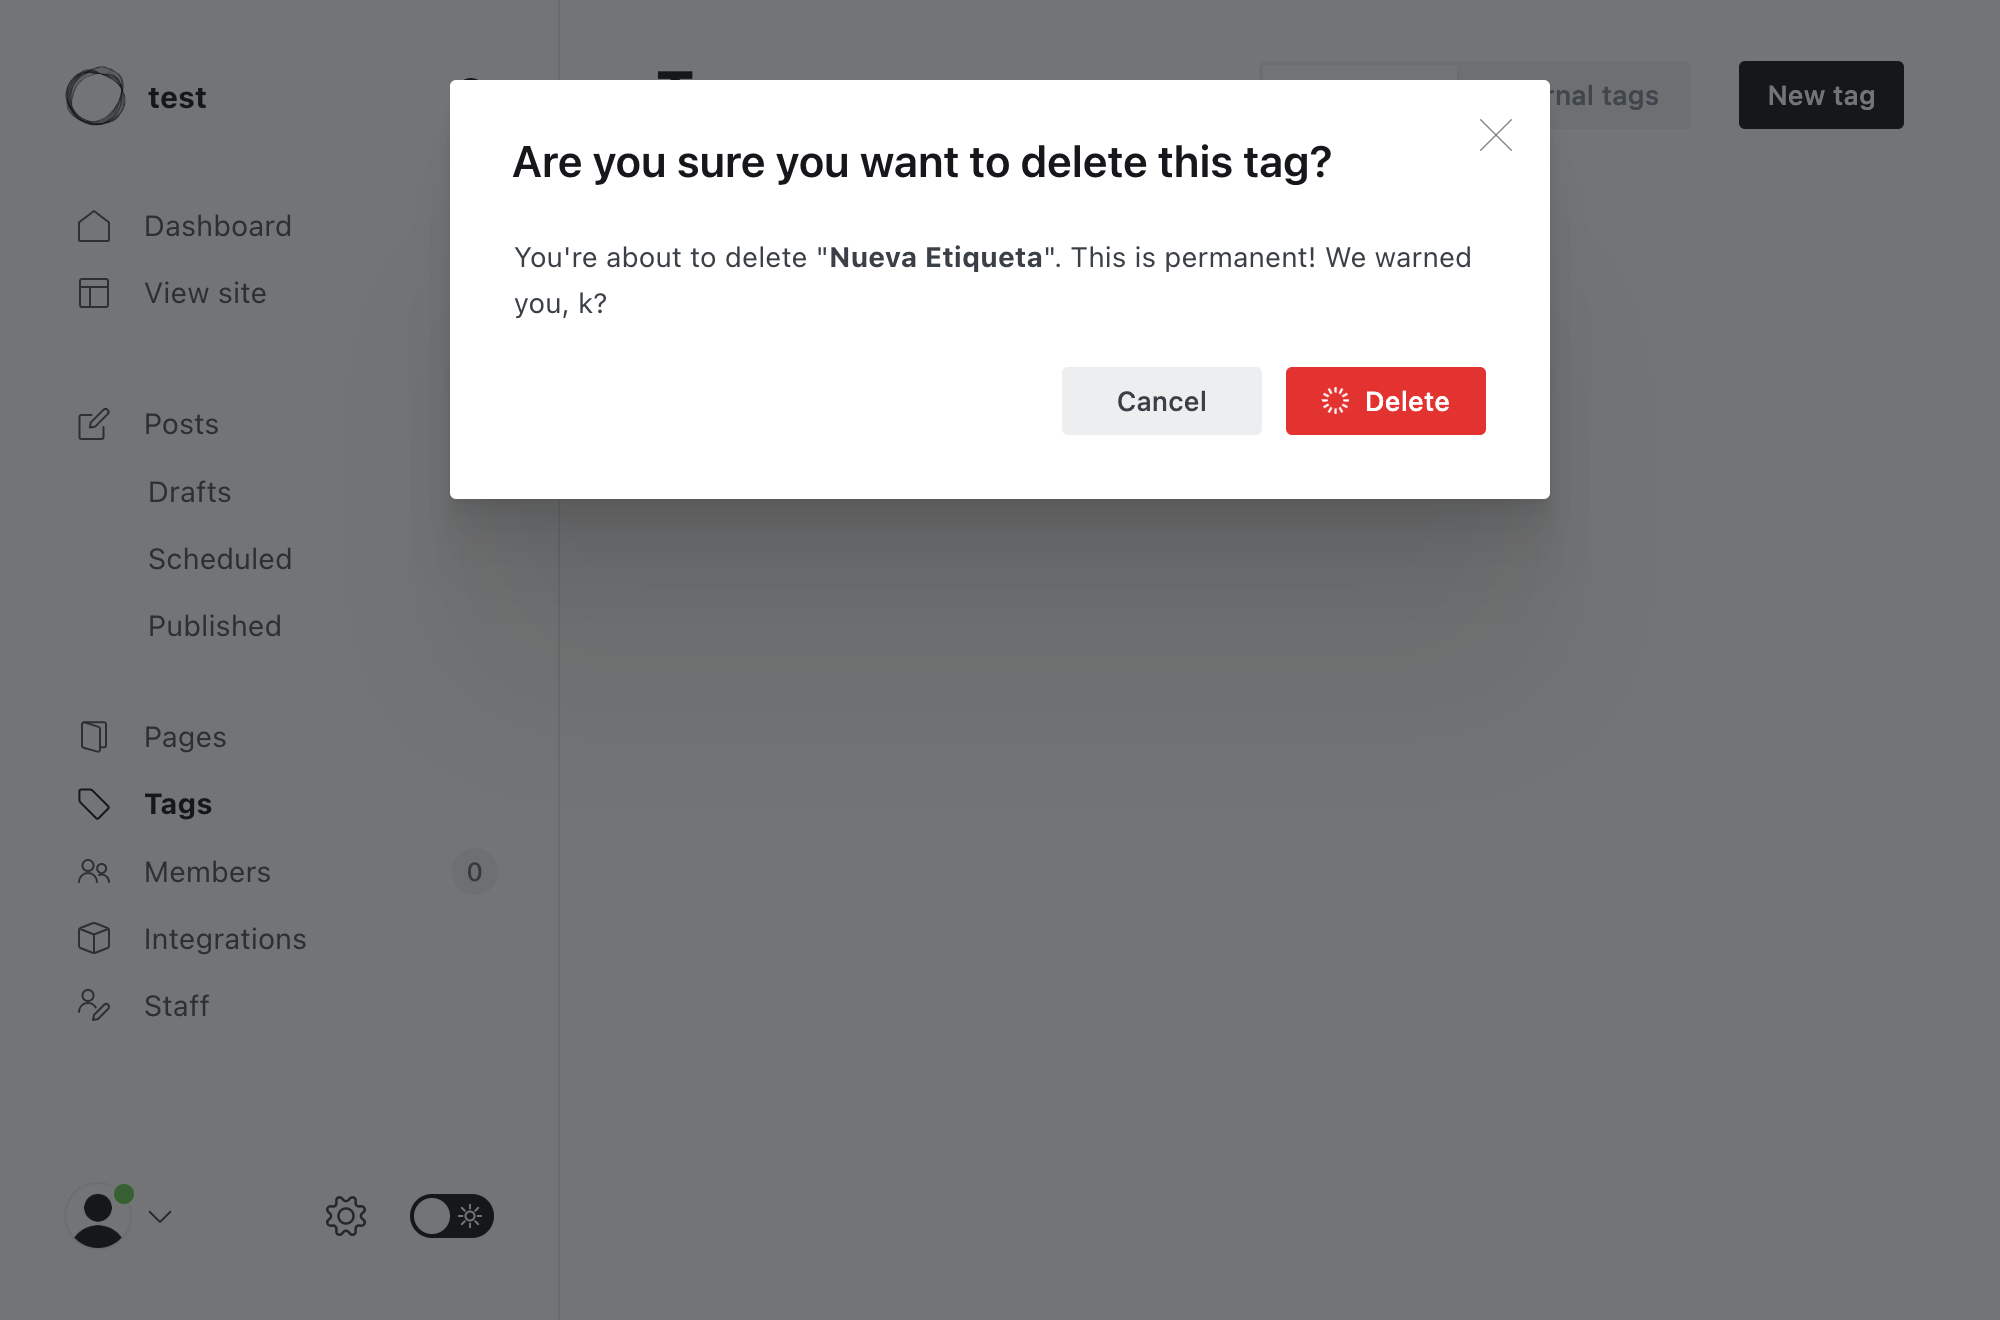 test
New tag
Are you sure you want to delete this tag?
You're about to delete "Nueva Etiqueta". This is permanent! We warned
you, k?
Cancel
Delete
Dashboard
View site
Posts
Drafts
Scheduled
Published
Pages
Tags
Members
0
Integrations
Staff
tags